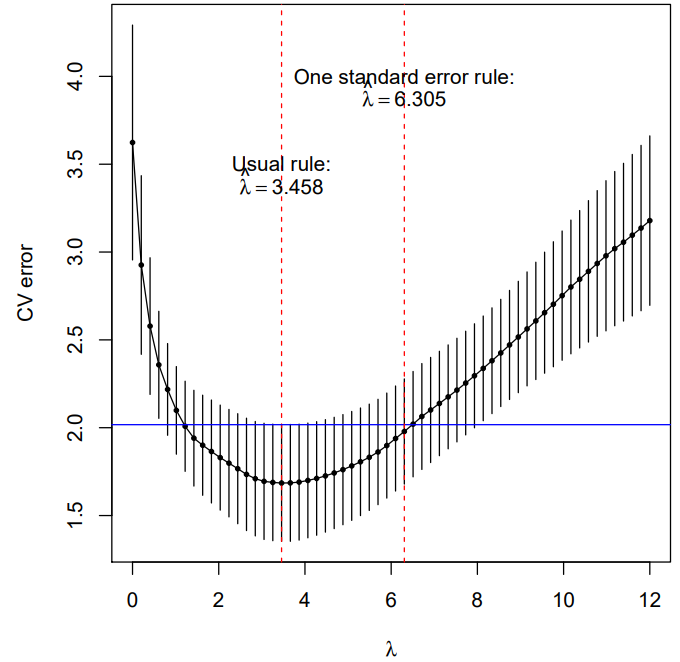 4.0
3.5
3.0
2.5
2.0
1.5
CV error
One standard error rule:
λ̂ = 6.305
Usual rule:
λ̂ = 3.458
0 2 4 6 8 10 12
λ